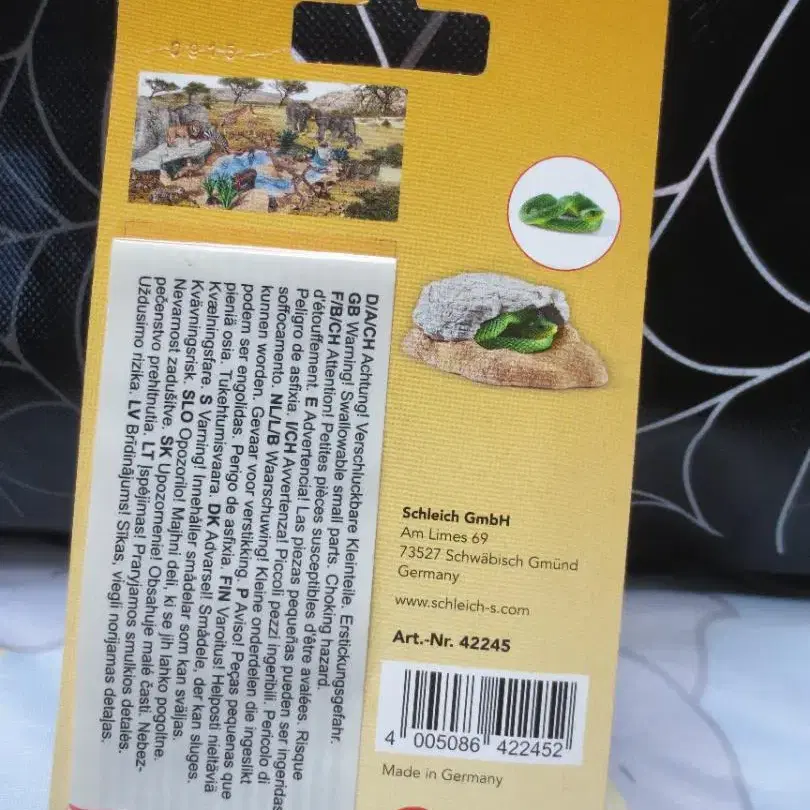 0915
D/A/CH Achtung! Verschluckbare Kleinteile. Erstickungsgefahr.
GB Warning! Swallowable small parts. Choking hazard.
F/B/CH Attention! Petites pièces susceptibles d'être avalées. Risque
d'étouffement. E Advertencia! Las piezas pequeñas pueden ser ingeridas
Peligro de asfixia. I/CH Avvertenza! Piccoli pezzi ingeribili. Pericolo di
soffocamento. NL/L/B Waarschuwing! Kleine onderdelen die ingeslikt
kunnen worden. Gevaar voor verstikking. P Aviso! Peças pequenas que
podem ser engolidas. Perigo de asfixia. FIN Varoitus! Helposti nieltäviä
pieniä osia. Tukehtumisvaara. DK Advarsel! Smådele, der kan sluges.
Kvælningsfare. S Varning! Innehåller smådelar som kan sväljas.
Kvävningsrisk. SLO Opozorilo! Majhni deli, ki se jih lahko pogoltne.
Nevarnost zadušitve. SK Upozornenie! Obsahuje malé časti. Nebez-
pečenstvo prehltnutia. LT Įspėjimas! Praryjamos smulkios detalės.
Uždusimo rizika. LV Brīdinājums! Sīkas, viegli norijamas detaļas.
Schleich GmbH
Am Limes 69
73527 Schwäbisch Gmünd
Germany
www.schleich-s.com
Art.-Nr. 42245
4 005086 422452
Made in Germany